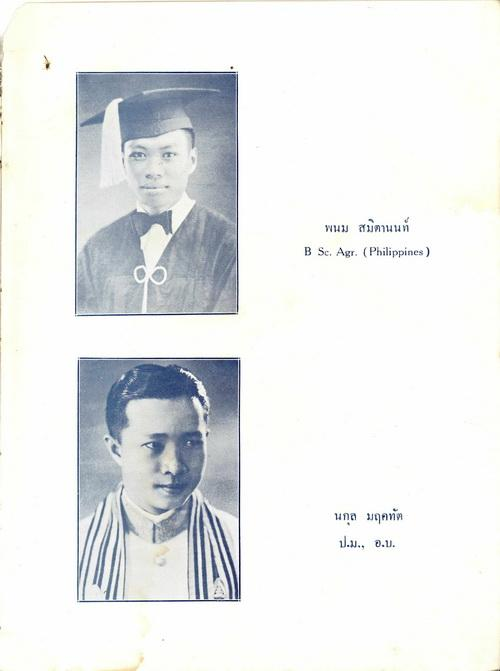 พนม สมิตานนท์
B Sc. Agr. (Philippines)
นกุล มฤคทัต
ป.ม., อ.บ.